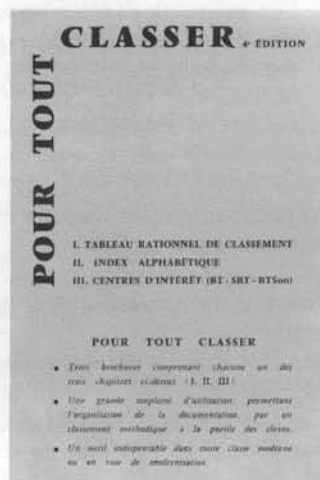 POUR TOUT
CLASSER 4e ÉDITION
I. TABLEAU RATIONNEL DE CLASSEMENT
II. INDEX ALPHABÉTIQUE
III. CENTRES D'INTÉRÊT (BT - SBT - BTSon)
POUR TOUT CLASSER
• Trois brochures comprenant chacune un des
trois chapitres ci-dessus (I, II, III)
• Une grande souplesse d'utilisation, permettant
l'organisation de la documentation, par un
classement méthodique à la portée des élèves.
• Un outil indispensable dans toute classe moderne
ou en voie de modernisation.